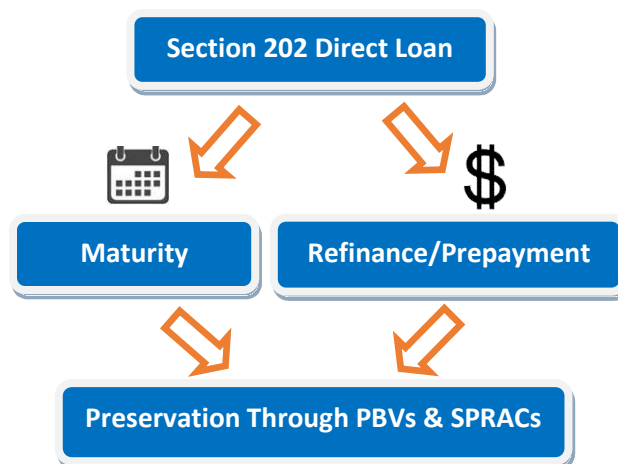 Section 202 Direct Loan
$
Maturity
Refinance/Prepayment
Preservation Through PBVs & SPRACs